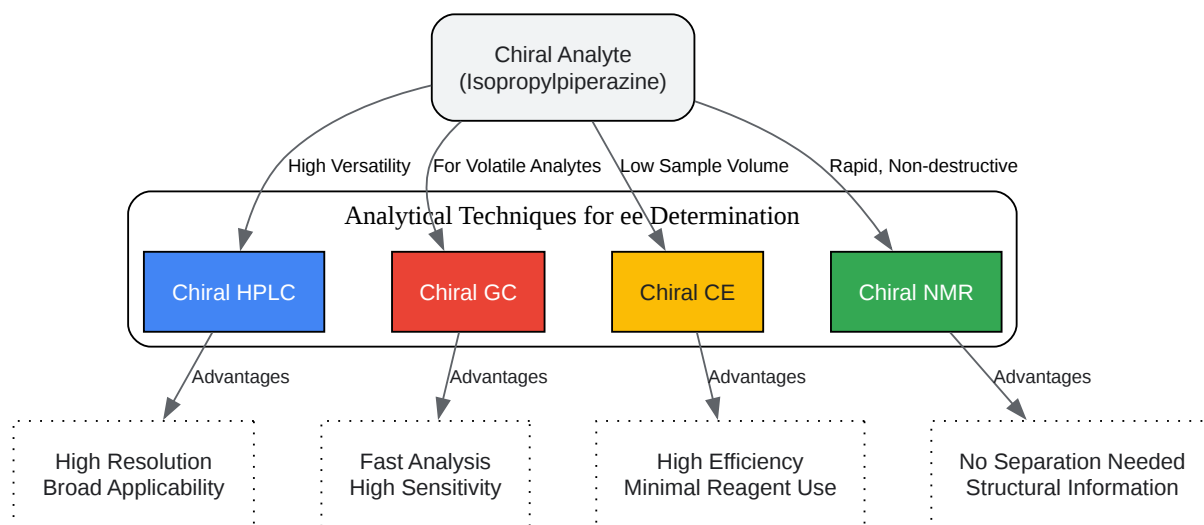 Chiral Analyte
(Isopropylpiperazine)
High Versatility
For Volatile Analytes
Low Sample Volume
Rapid, Non-destructive
Analytical Techniques for ee Determination
Chiral HPLC
Chiral GC
Chiral CE
Chiral NMR
Advantages
Advantages
Advantages
Advantages
High Resolution
Broad Applicability
Fast Analysis
High Sensitivity
High Efficiency
Minimal Reagent Use
No Separation Needed
Structural Information